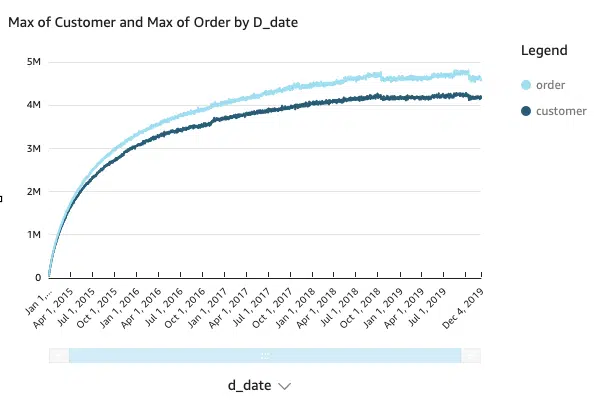 Max of Customer and Max of Order by D_date
5M
4M
3M
2M
1M
0
Legend
order
customer
Jan 1,...
Apr 1, 2015
Jul 1, 2015
Oct 1, 2015
Jan 1, 2016
Apr 1, 2016
Jul 1, 2016
Oct 1, 2016
Jan 1, 2017
Apr 1, 2017
Jul 1, 2017
Oct 1, 2017
Jan 1, 2018
Apr 1, 2018
Jul 1, 2018
Oct 1, 2018
Jan 1, 2019
Apr 1, 2019
Jul 1, 2019
Dec 4, 2019
d_date